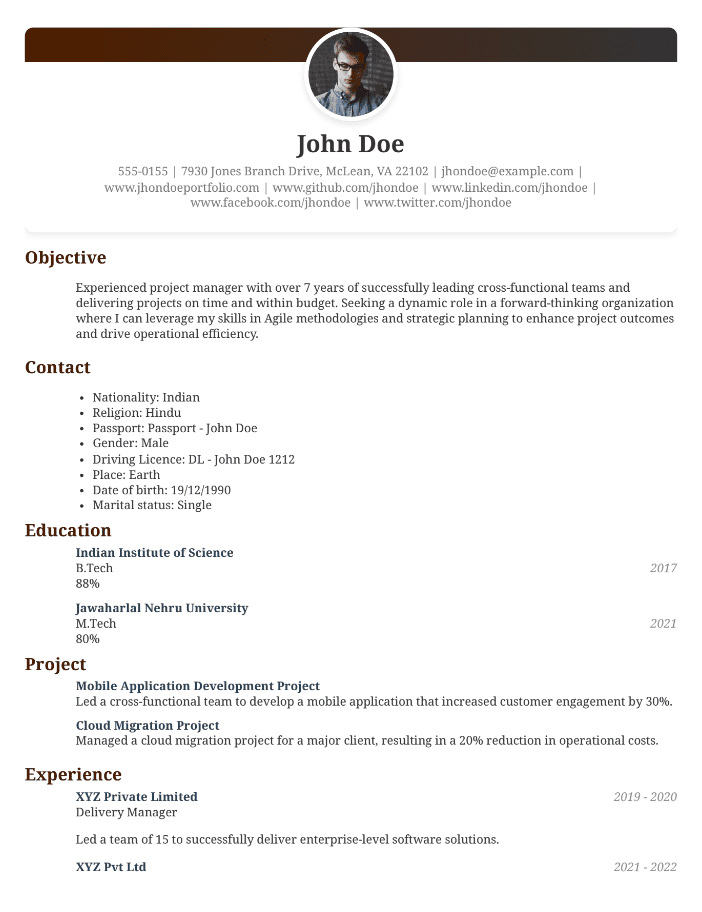 John Doe
555-0155 | 7930 Jones Branch Drive, McLean, VA 22102 | jhondoe@example.com |
www.jhondoeportfolio.com | www.github.com/jhondoe | www.linkedin.com/jhondoe |
www.facebook.com/jhondoe | www.twitter.com/jhondoe
Objective
Experienced project manager with over 7 years of successfully leading cross-functional teams and
delivering projects on time and within budget. Seeking a dynamic role in a forward-thinking organization
where I can leverage my skills in Agile methodologies and strategic planning to enhance project outcomes
and drive operational efficiency.
Contact
• Nationality: Indian
• Religion: Hindu
• Passport: Passport - John Doe
• Gender: Male
• Driving Licence: DL - John Doe 1212
• Place: Earth
• Date of birth: 19/12/1990
• Marital status: Single
Education
Indian Institute of Science
B.Tech 2017
88%
Jawaharlal Nehru University
M.Tech 2021
80%
Project
Mobile Application Development Project
Led a cross-functional team to develop a mobile application that increased customer engagement by 30%.
Cloud Migration Project
Managed a cloud migration project for a major client, resulting in a 20% reduction in operational costs.
Experience
XYZ Private Limited 2019 - 2020
Delivery Manager
Led a team of 15 to successfully deliver enterprise-level software solutions.
XYZ Pvt Ltd 2021 - 2022